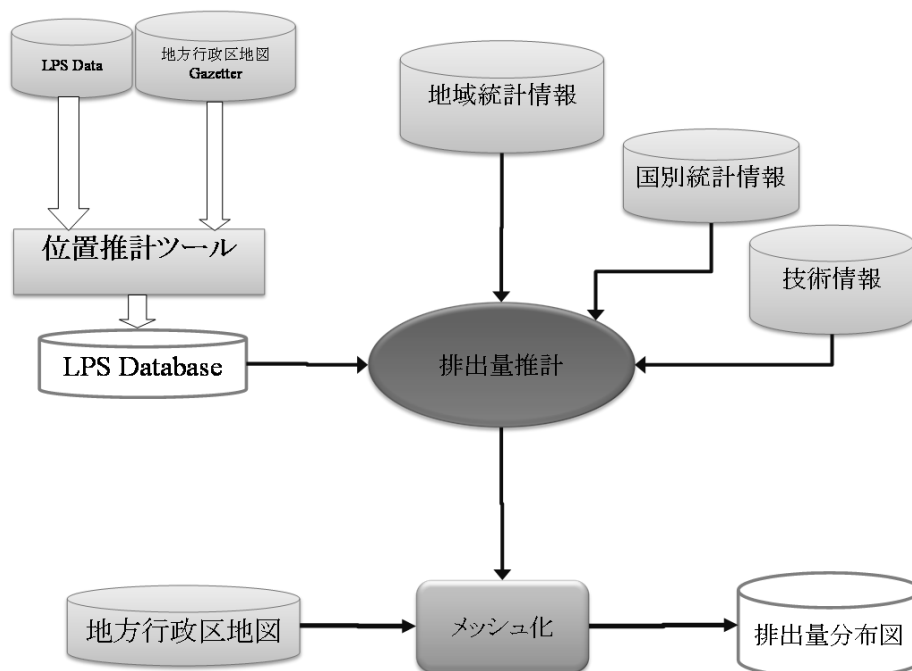 LPS Data
地方行政区地図
Gazetter
地域統計情報
国別統計情報
位置推計ツール
技術情報
LPS Database
排出量推計
地方行政区地図
メッシュ化
排出量分布図